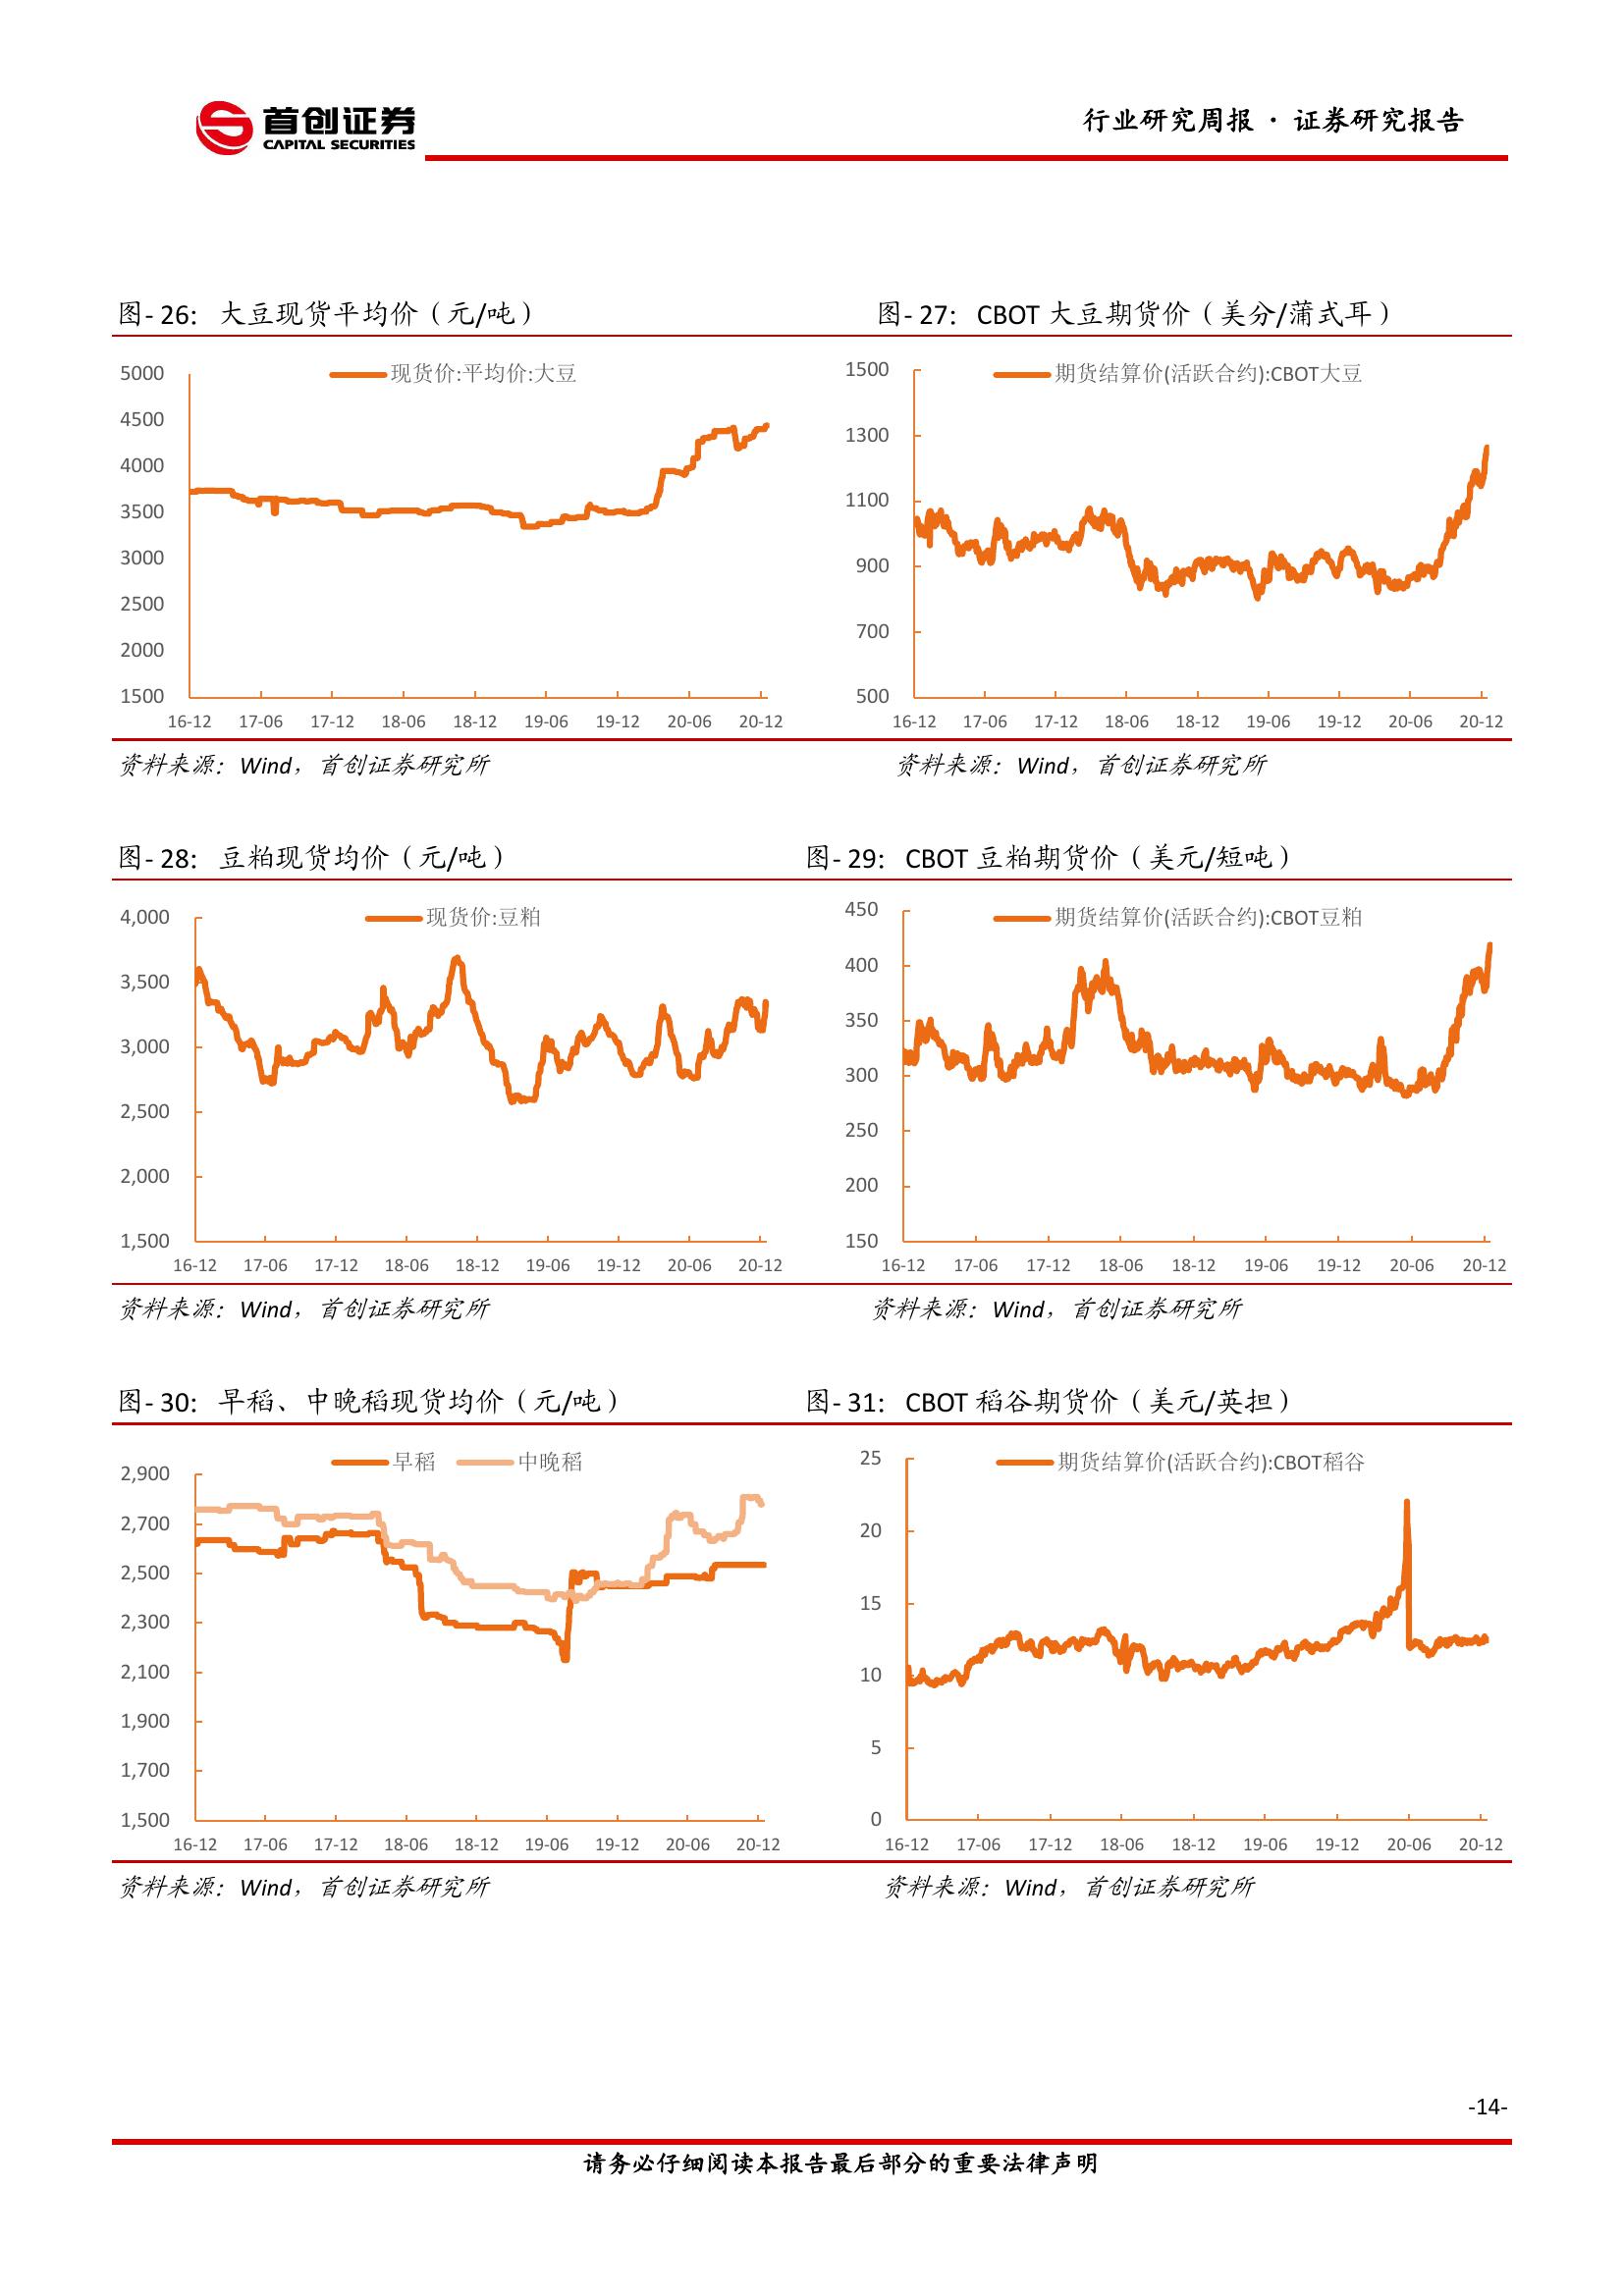 首创证券
CAPITAL SECURITIES
行业研究周报 · 证券研究报告
图- 26: 大豆现货平均价（元/吨）
图- 27: CBOT 大豆期货价（美分/蒲式耳）
现货价:平均价:大豆
5000
4500
4000
3500
3000
2500
2000
1500
16-12 17-06 17-12 18-06 18-12 19-06 19-12 20-06 20-12
期货结算价(活跃合约):CBOT大豆
1500
1300
1100
900
700
500
16-12 17-06 17-12 18-06 18-12 19-06 19-12 20-06 20-12
资料来源：Wind，首创证券研究所
资料来源：Wind，首创证券研究所
图- 28: 豆粕现货均价（元/吨）
图- 29: CBOT 豆粕期货价（美元/短吨）
现货价:豆粕
4,000
3,500
3,000
2,500
2,000
1,500
16-12 17-06 17-12 18-06 18-12 19-06 19-12 20-06 20-12
期货结算价(活跃合约):CBOT豆粕
450
400
350
300
250
200
150
16-12 17-06 17-12 18-06 18-12 19-06 19-12 20-06 20-12
资料来源：Wind，首创证券研究所
资料来源：Wind，首创证券研究所
图- 30: 早稻、中晚稻现货均价（元/吨）
图- 31: CBOT 稻谷期货价（美元/英担）
早稻 中晚稻
2,900
2,700
2,500
2,300
2,100
1,900
1,700
1,500
16-12 17-06 17-12 18-06 18-12 19-06 19-12 20-06 20-12
期货结算价(活跃合约):CBOT稻谷
25
20
15
10
5
0
16-12 17-06 17-12 18-06 18-12 19-06 19-12 20-06 20-12
资料来源：Wind，首创证券研究所
资料来源：Wind，首创证券研究所
-14-
请务必仔细阅读本报告最后部分的重要法律声明